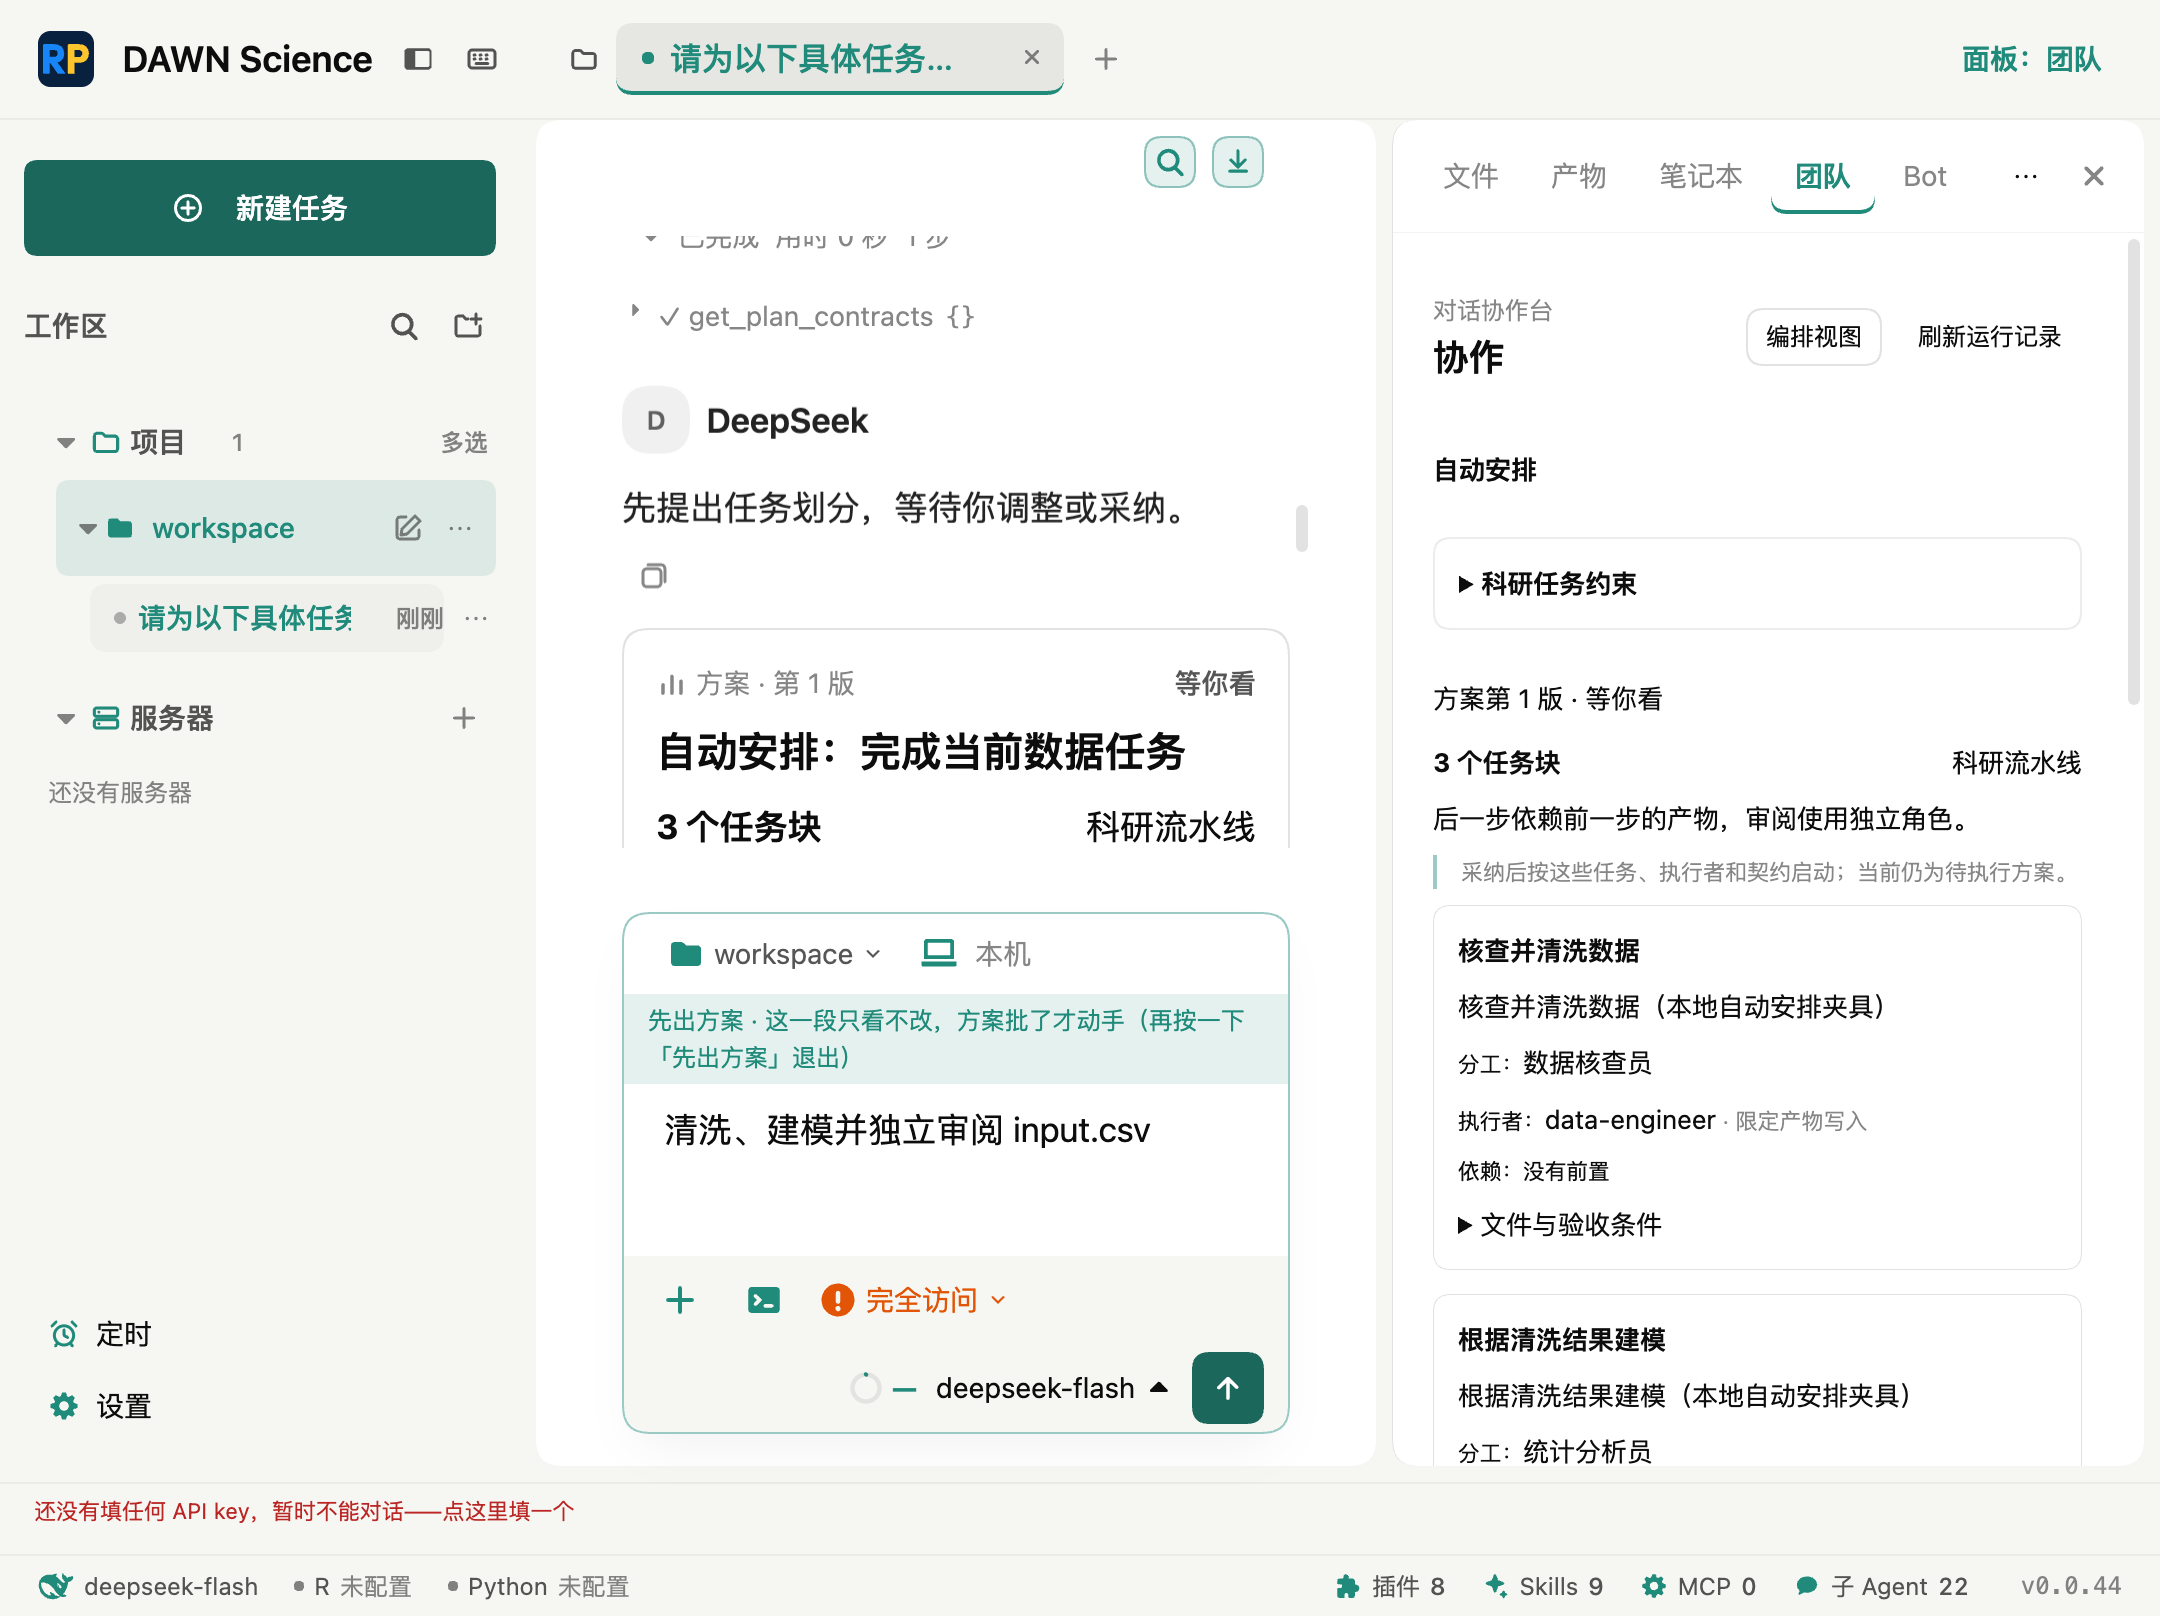 RP DAWN Science
请为以下具体任务...
面板：团队
新建任务
工作区
项目 1 多选
workspace
请为以下具体任务 刚刚
服务器
还没有服务器
定时
设置
已完成 用时 0 秒 1 步
get_plan_contracts {}
D DeepSeek
先提出任务划分，等待你调整或采纳。
方案 · 第 1 版 等你看
自动安排：完成当前数据任务
3 个任务块 科研流水线
workspace 本机
先出方案 · 这一段只看不改，方案批了才动手（再按一下
「先出方案」退出）
清洗、建模并独立审阅 input.csv
完全访问
deepseek-flash
文件 产物 笔记本 团队 Bot
对话协作台
协作
编排视图 刷新运行记录
自动安排
科研任务约束
方案第 1 版 · 等你看
3 个任务块 科研流水线
后一步依赖前一步的产物，审阅使用独立角色。
采纳后按这些任务、执行者和契约启动；当前仍为待执行方案。
核查并清洗数据
核查并清洗数据（本地自动安排夹具）
分工：数据核查员
执行者：data-engineer · 限定产物写入
依赖：没有前置
文件与验收条件
根据清洗结果建模
根据清洗结果建模（本地自动安排夹具）
分工：统计分析员
还没有填任何 API key，暂时不能对话——点这里填一个
deepseek-flash R 未配置 Python 未配置
插件 8 Skills 9 MCP 0 子 Agent 22 v0.0.44